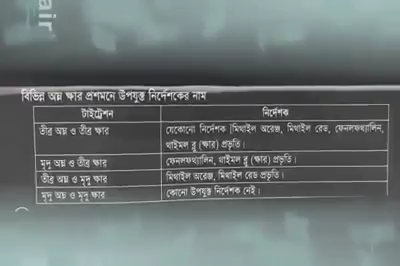 air
বিভিন্ন অম্ল ক্ষার প্রশমনে উপযুক্ত নির্দেশকের নাম
টাইট্রেশন নির্দেশক
তীব্র অম্ল ও তীব্র ক্ষার যেকোনো নির্দেশক [মিথাইল অরেঞ্জ, মিথাইল রেড, ফেনলফথ্যালিন,
থাইমল ব্লু (ক্ষার) প্রভৃতি।
মৃদু অম্ল ও তীব্র ক্ষার ফেনলফথ্যালিন, থাইমল ব্লু (ক্ষার) প্রভৃতি।
তীব্র অম্ল ও মৃদু ক্ষার মিথাইল অরেঞ্জ, মিথাইল রেড প্রভৃতি।
মৃদু অম্ল ও মৃদু ক্ষার কোনো উপযুক্ত নির্দেশক নেই।